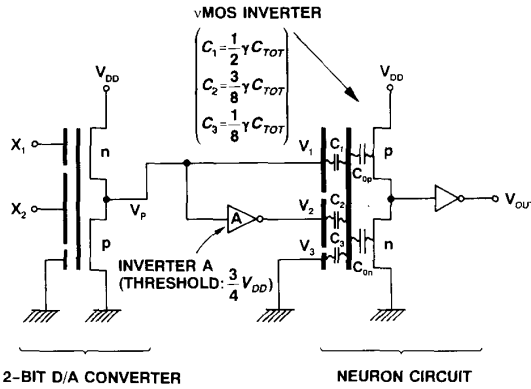 νMOS INVERTER
C1 = 1/2 γ CTOT
C2 = 3/8 γ CTOT
C3 = 1/8 γ CTOT
VDD
VDD
X1
n
V1
C1
p
C0p
X2
VP
A
V2
C2
VOUT
p
V3
C3
n
C0n
INVERTER A
(THRESHOLD: 3/4 VDD)
2-BIT D/A CONVERTER
NEURON CIRCUIT